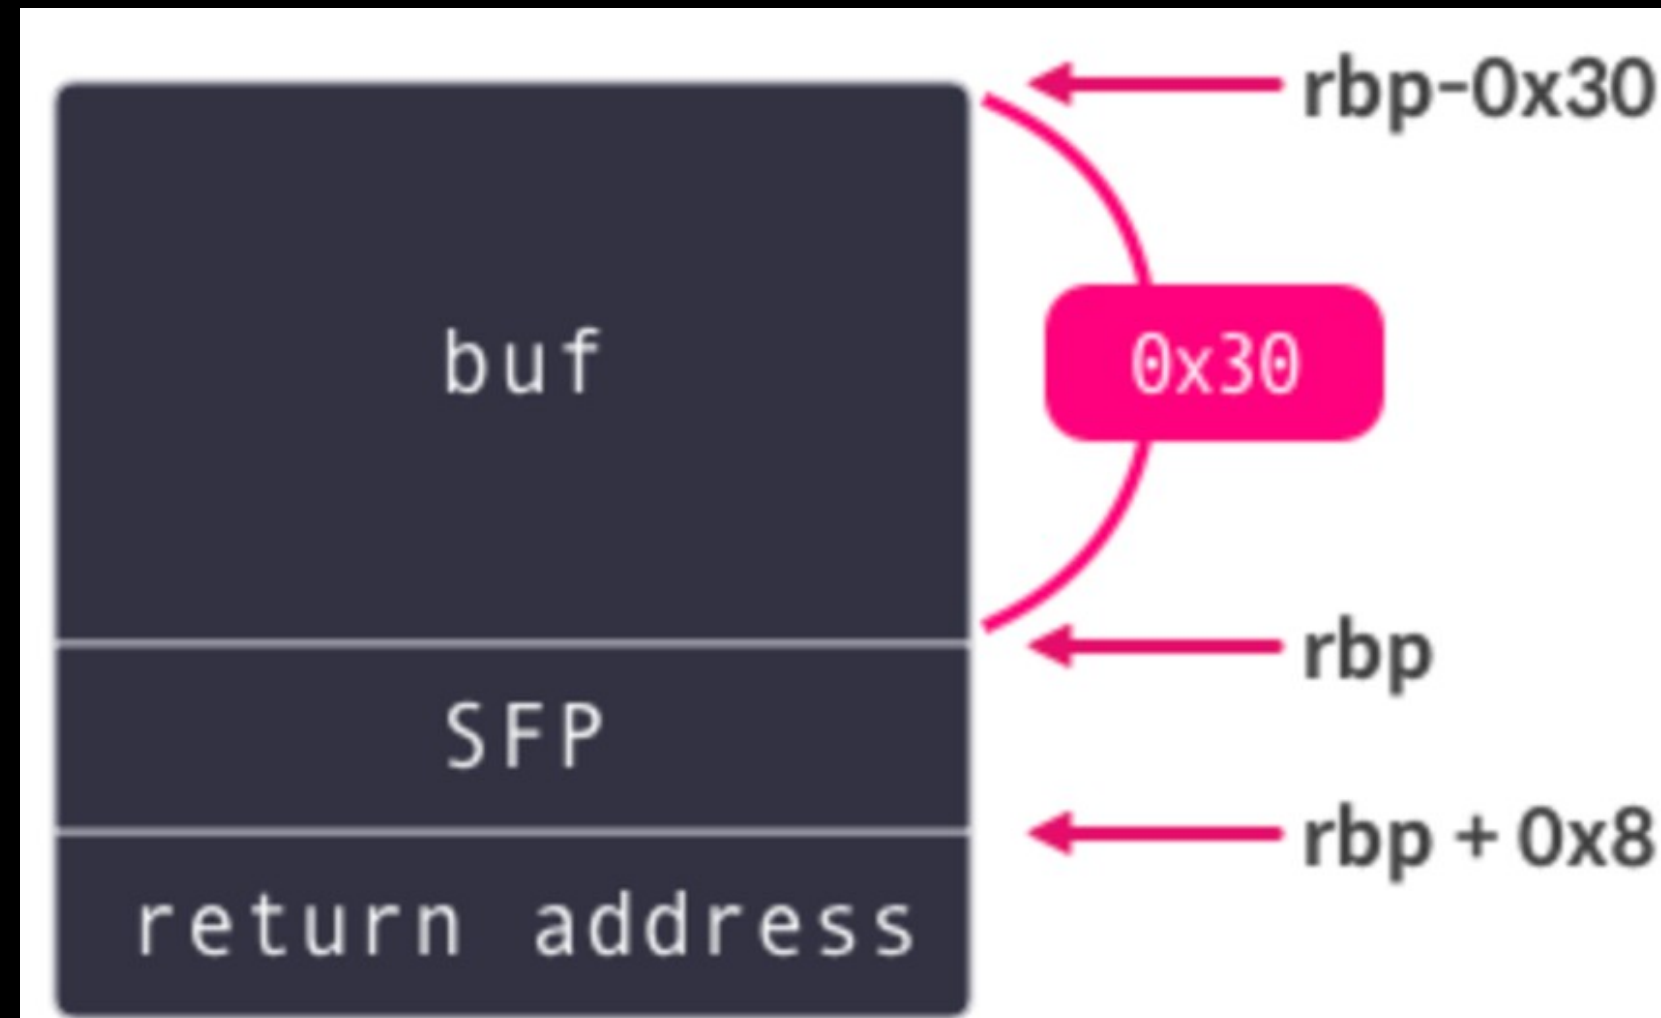 rbp-0x30
buf
0x30
rbp
SFP
rbp + 0x8
return address